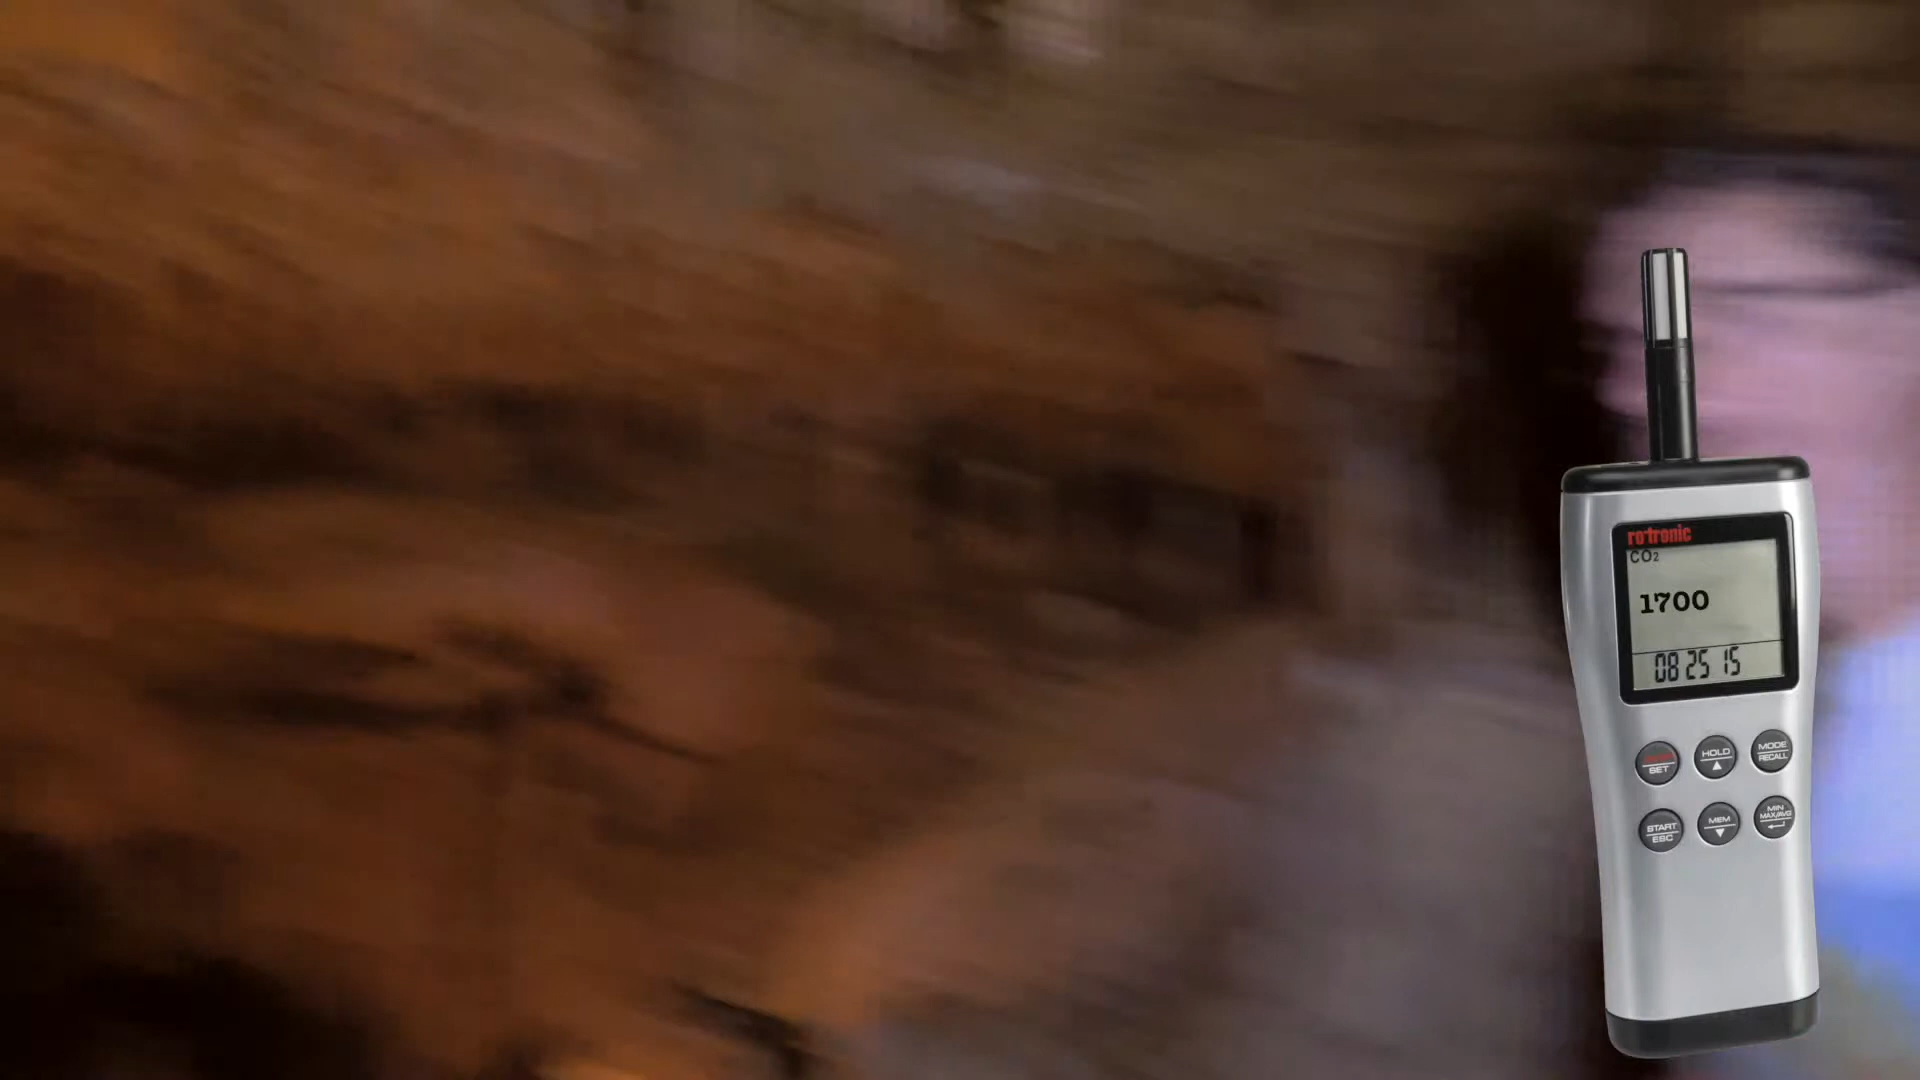 rotronic
CO₂
1700
08 25 15
SET
HOLD
MODE
RECALL
START
ESC
MEM
MIN
MAX/AVG